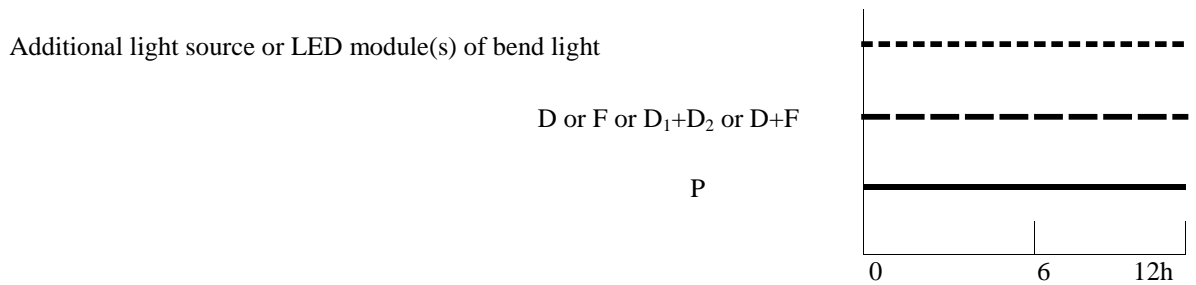 Additional light source or LED module(s) of bend light
D or F or D₁+D₂ or D+F
P
0 6 12h